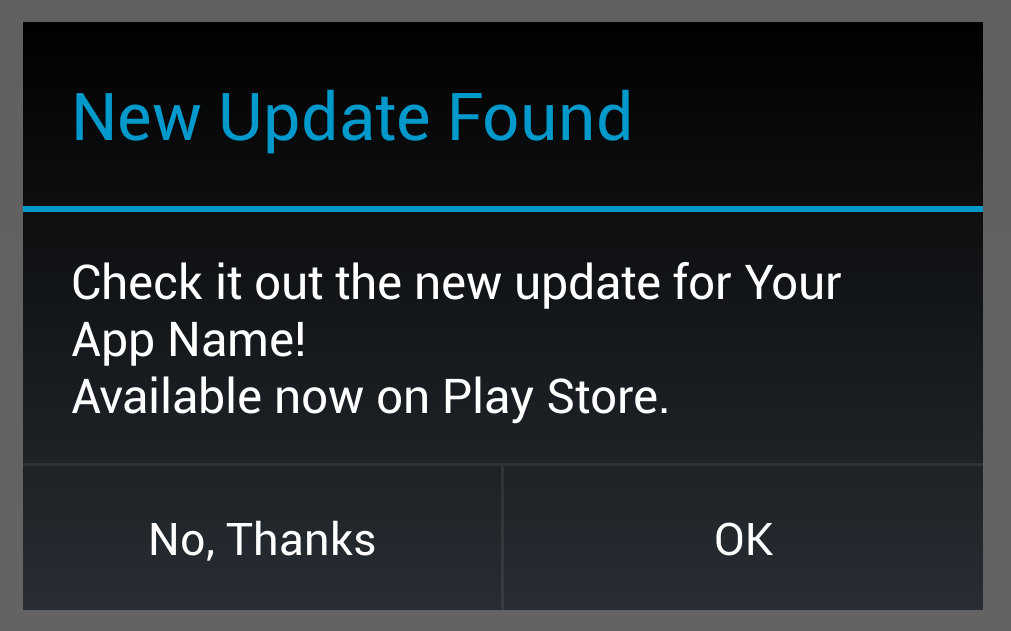 New Update Found
Check it out the new update for Your
App Name!
Available now on Play Store.
No, Thanks
OK